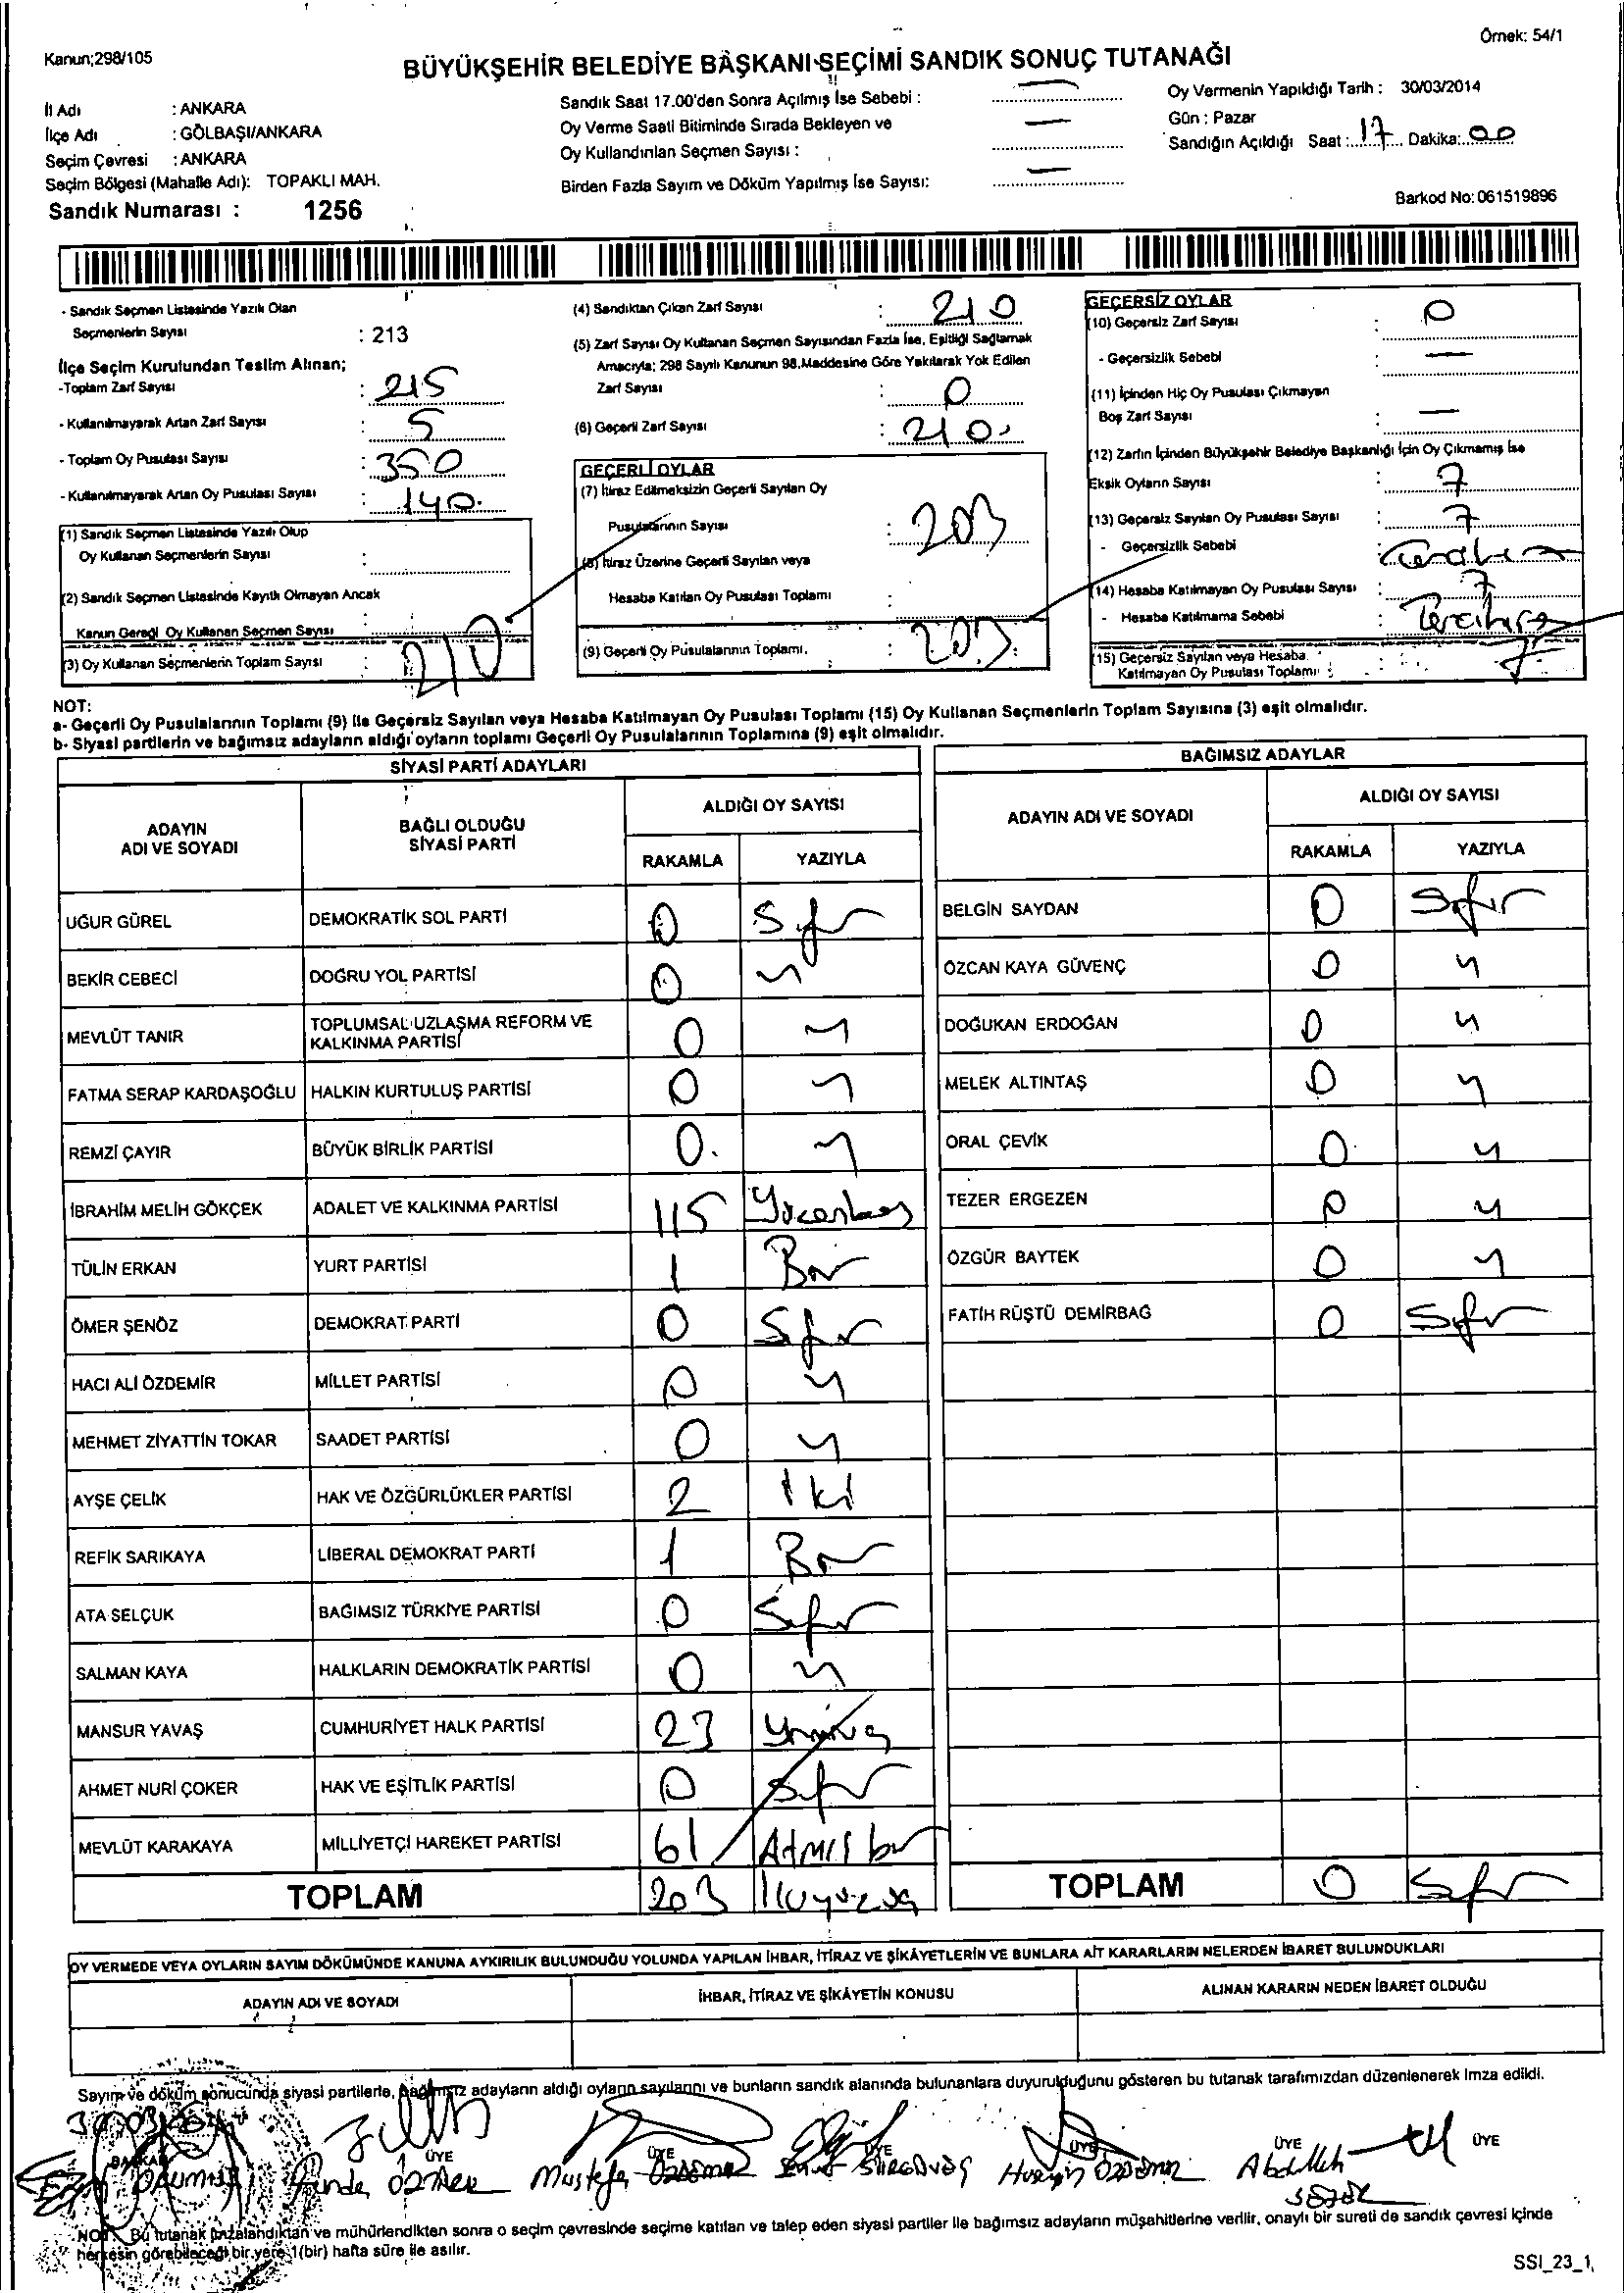 Kanun;298/105
Örnek: 54/1
BÜYÜKŞEHİR BELEDİYE BAŞKANI SEÇİMİ SANDIK SONUÇ TUTANAĞI
İl Adı : ANKARA
İlçe Adı : GÖLBAŞI/ANKARA
Seçim Çevresi : ANKARA
Seçim Bölgesi (Mahalle Adı): TOPAKLI MAH.
Sandık Numarası : 1256
Sandık Saat 17.00'den Sonra Açılmış İse Sebebi : —
Oy Verme Saati Bitiminde Sırada Bekleyen ve —
Oy Kullandırılan Seçmen Sayısı :
Birden Fazla Sayım ve Döküm Yapılmış İse Sayısı: —
Oy Vermenin Yapıldığı Tarih : 30/03/2014
Gün : Pazar
Sandığın Açıldığı Saat : 17 Dakika: 00
Barkod No: 061519896
- Sandık Seçmen Listesinde Yazılı Olan
Seçmenlerin Sayısı : 213
İlçe Seçim Kurulundan Teslim Alınan;
-Toplam Zarf Sayısı : 215
- Kullanılmayarak Artan Zarf Sayısı : 5
- Toplam Oy Pusulası Sayısı : 350
- Kullanılmayarak Artan Oy Pusulası Sayısı : 140
(1) Sandık Seçmen Listesinde Yazılı Olup
Oy Kullanan Seçmenlerin Sayısı :
(2) Sandık Seçmen Listesinde Kayıtlı Olmayan Ancak
Kanun Gereği Oy Kullanan Seçmen Sayısı :
(3) Oy Kullanan Seçmenlerin Toplam Sayısı : 210
(4) Sandıktan Çıkan Zarf Sayısı : 210
(5) Zarf Sayısı Oy Kullanan Seçmen Sayısından Fazla İse, Eşitliği Sağlamak
Amacıyla; 298 Sayılı Kanunun 98.Maddesine Göre Yakılarak Yok Edilen
Zarf Sayısı : 0
(6) Geçerli Zarf Sayısı : 210
GEÇERLİ OYLAR
(7) İtiraz Edilmeksizin Geçerli Sayılan Oy
Pusulalarının Sayısı : 203
(8) İtiraz Üzerine Geçerli Sayılan veya
Hesaba Katılan Oy Pusulası Toplamı :
(9) Geçerli Oy Pusulalarının Toplamı. : 203
GEÇERSİZ OYLAR
(10) Geçersiz Zarf Sayısı : 0
- Geçersizlik Sebebi : —
(11) İçinden Hiç Oy Pusulası Çıkmayan
Boş Zarf Sayısı : —
(12) Zarfın İçinden Büyükşehir Belediye Başkanlığı İçin Oy Çıkmamış İse
Eksik Oyların Sayısı : 7
(13) Geçersiz Sayılan Oy Pusulası Sayısı : 7
- Geçersizlik Sebebi :
(14) Hesaba Katılmayan Oy Pusulası Sayısı : 7
- Hesaba Katılmama Sebebi :
(15) Geçersiz Sayılan veya Hesaba
Katılmayan Oy Pusulası Toplamı : 7
NOT:
a- Geçerli Oy Pusulalarının Toplamı (9) ile Geçersiz Sayılan veya Hesaba Katılmayan Oy Pusulası Toplamı (15) Oy Kullanan Seçmenlerin Toplam Sayısına (3) eşit olmalıdır.
b- Siyasi partilerin ve bağımsız adayların aldığı oyların toplamı Geçerli Oy Pusulalarının Toplamına (9) eşit olmalıdır.
SİYASİ PARTİ ADAYLARI
ADAYIN ADI VE SOYADI BAĞLI OLDUĞU SİYASİ PARTİ ALDIĞI OY SAYISI
RAKAMLA YAZIYLA
UĞUR GÜREL DEMOKRATİK SOL PARTİ 0 Sıfır
BEKİR CEBECİ DOĞRU YOL PARTİSİ 0 "
MEVLÜT TANIR TOPLUMSAL UZLAŞMA REFORM VE KALKINMA PARTİSİ 0 "
FATMA SERAP KARDAŞOĞLU HALKIN KURTULUŞ PARTİSİ 0 "
REMZİ ÇAYIR BÜYÜK BİRLİK PARTİSİ 0 "
İBRAHİM MELİH GÖKÇEK ADALET VE KALKINMA PARTİSİ 115
TÜLİN ERKAN YURT PARTİSİ 1 Bir
ÖMER ŞENÖZ DEMOKRAT PARTİ 0 Sıfır
HACI ALİ ÖZDEMİR MİLLET PARTİSİ 0 "
MEHMET ZİYATTİN TOKAR SAADET PARTİSİ 0 "
AYŞE ÇELİK HAK VE ÖZGÜRLÜKLER PARTİSİ 2 İki
REFİK SARIKAYA LİBERAL DEMOKRAT PARTİ 1 Bir
ATA SELÇUK BAĞIMSIZ TÜRKİYE PARTİSİ 0 Sıfır
SALMAN KAYA HALKLARIN DEMOKRATİK PARTİSİ 0 "
MANSUR YAVAŞ CUMHURİYET HALK PARTİSİ 23
AHMET NURİ ÇOKER HAK VE EŞİTLİK PARTİSİ 0 Sıfır
MEVLÜT KARAKAYA MİLLİYETÇİ HAREKET PARTİSİ 61 Atmış bir
TOPLAM 203
BAĞIMSIZ ADAYLAR
ADAYIN ADI VE SOYADI ALDIĞI OY SAYISI
RAKAMLA YAZIYLA
BELGİN SAYDAN 0 Sıfır
ÖZCAN KAYA GÜVENÇ 0 "
DOĞUKAN ERDOĞAN 0 "
MELEK ALTINTAŞ 0 "
ORAL ÇEVİK 0 "
TEZER ERGEZEN 0 "
ÖZGÜR BAYTEK 0 "
FATİH RÜŞTÜ DEMİRBAĞ 0 Sıfır
TOPLAM 0 Sıfır
OY VERMEDE VEYA OYLARIN SAYIM DÖKÜMÜNDE KANUNA AYKIRILIK BULUNDUĞU YOLUNDA YAPILAN İHBAR, İTİRAZ VE ŞİKÂYETLERİN VE BUNLARA AİT KARARLARIN NELERDEN İBARET BULUNDUKLARI
ADAYIN ADI VE SOYADI İHBAR, İTİRAZ VE ŞİKÂYETİN KONUSU ALINAN KARARIN NEDEN İBARET OLDUĞU
Sayım ve döküm sonucunda siyasi partilerle, bağımsız adayların aldığı oyların sayılarını ve bunların sandık alanında bulunanlara duyurulduğunu gösteren bu tutanak tarafımızdan düzenlenerek imza edildi.
BAŞKAN ÜYE ÜYE ÜYE ÜYE ÜYE ÜYE
Mustafa Özdemir Hüseyin Özdemir Abdullah
NOT: Bu tutanak imzalandıktan ve mühürlendikten sonra o seçim çevresinde seçime katılan ve talep eden siyasi partiler ile bağımsız adayların müşahitlerine verilir, onaylı bir sureti de sandık çevresi içinde
herkesin görebileceği bir yere 1(bir) hafta süre ile asılır.
SSI_23_1